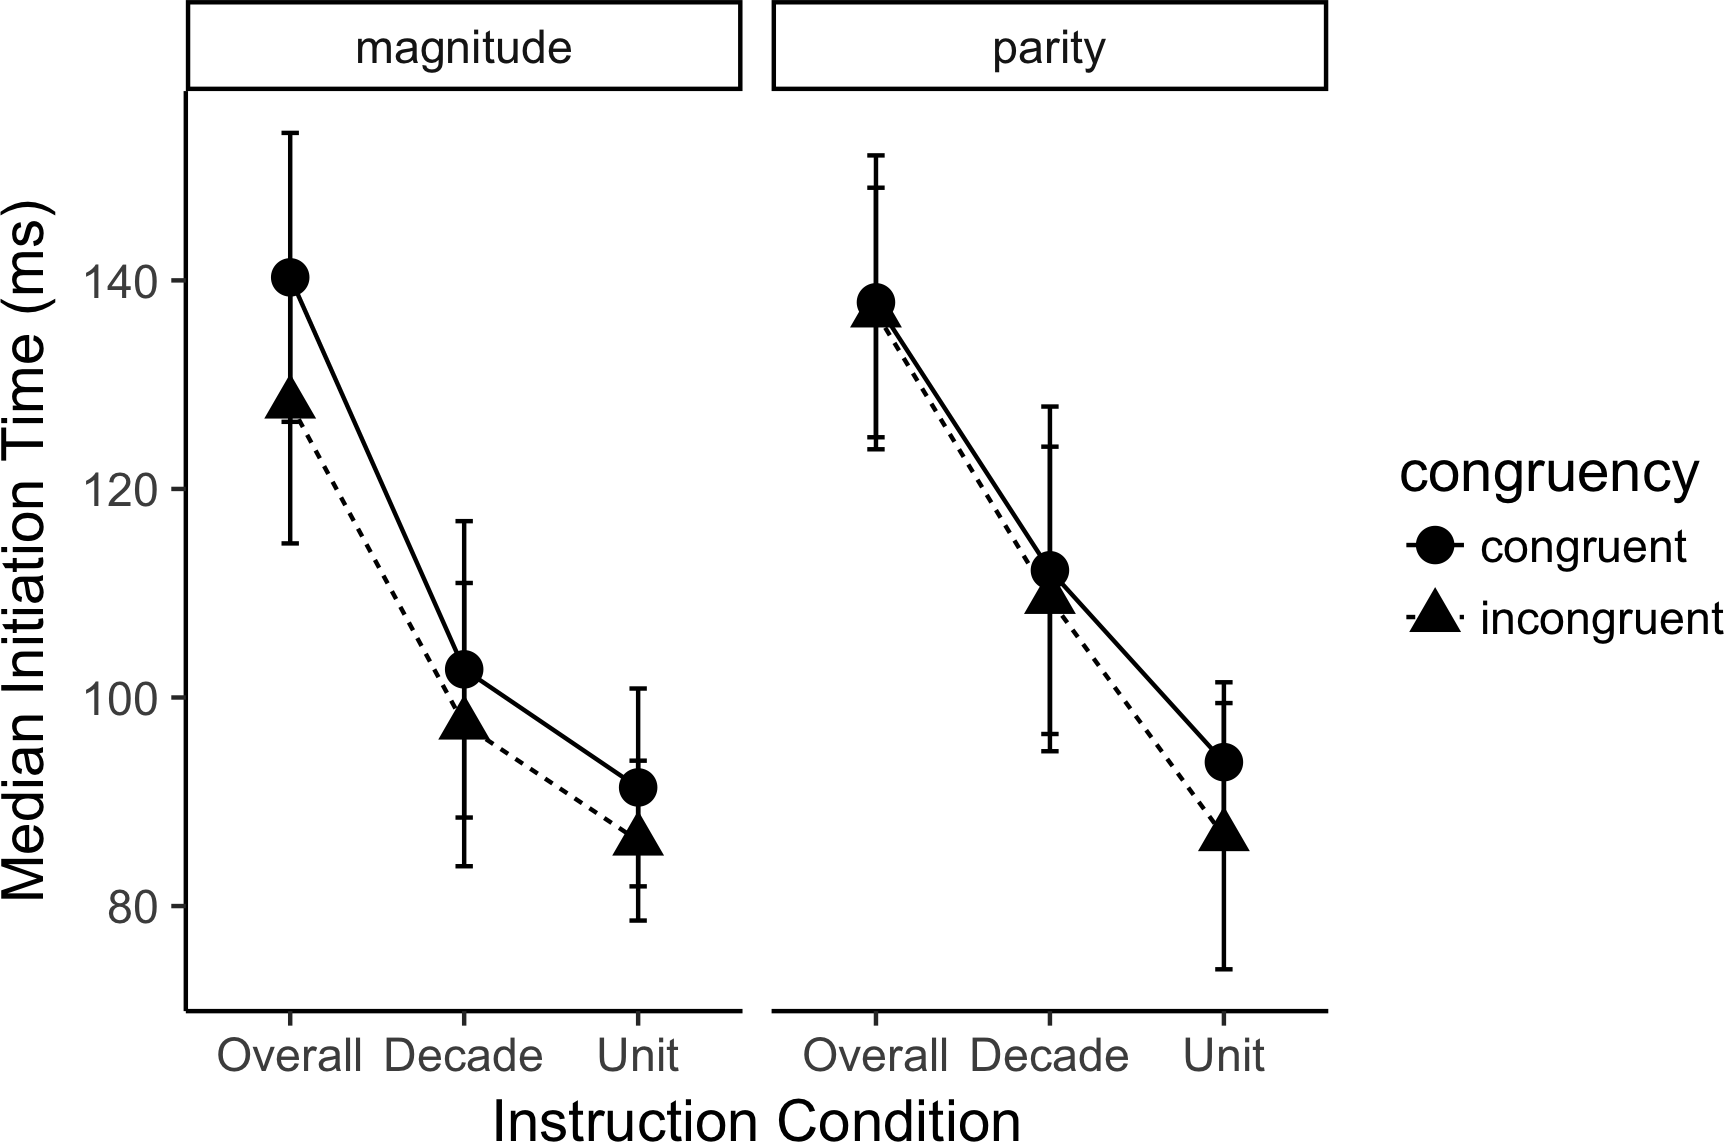 magnitude
parity
Median Initiation Time (ms)
140
120
100
80
Overall Decade Unit
Overall Decade Unit
Instruction Condition
congruency
congruent
incongruent